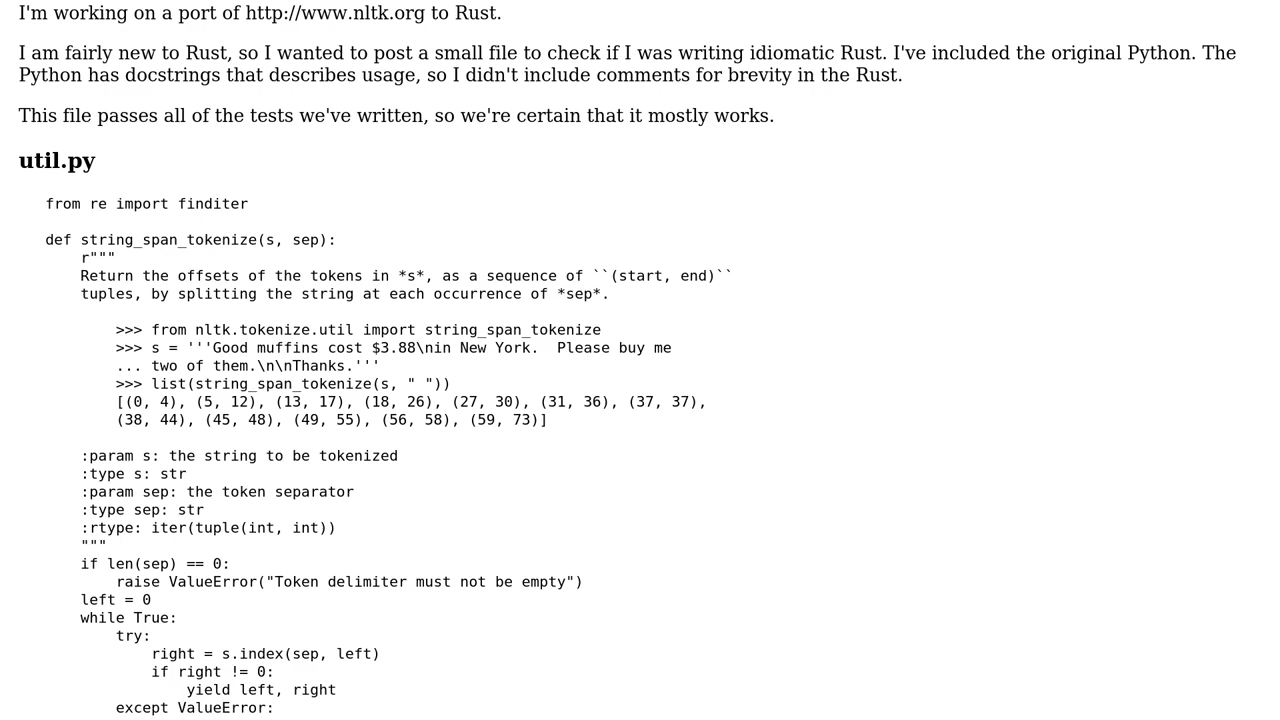 I'm working on a port of http://www.nltk.org to Rust.
I am fairly new to Rust, so I wanted to post a small file to check if I was writing idiomatic Rust. I've included the original Python. The
Python has docstrings that describes usage, so I didn't include comments for brevity in the Rust.
This file passes all of the tests we've written, so we're certain that it mostly works.
util.py
from re import finditer
def string_span_tokenize(s, sep):
r"""
Return the offsets of the tokens in *s*, as a sequence of ``(start, end)``
tuples, by splitting the string at each occurrence of *sep*.
>>> from nltk.tokenize.util import string_span_tokenize
>>> s = '''Good muffins cost $3.88\nin New York.  Please buy me
... two of them.\n\nThanks.'''
>>> list(string_span_tokenize(s, " "))
[(0, 4), (5, 12), (13, 17), (18, 26), (27, 30), (31, 36), (37, 37),
(38, 44), (45, 48), (49, 55), (56, 58), (59, 73)]
:param s: the string to be tokenized
:type s: str
:param sep: the token separator
:type sep: str
:rtype: iter(tuple(int, int))
"""
if len(sep) == 0:
raise ValueError("Token delimiter must not be empty")
left = 0
while True:
try:
right = s.index(sep, left)
if right != 0:
yield left, right
except ValueError: